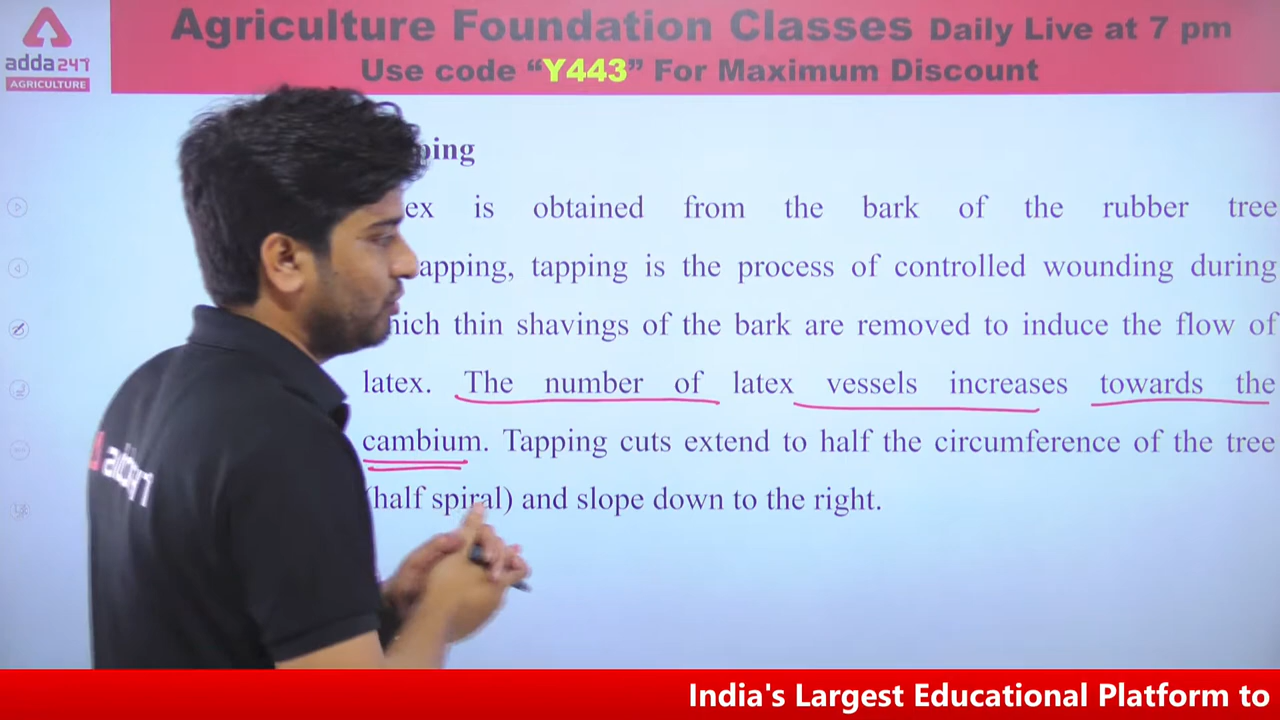 Agriculture Foundation Classes Daily Live at 7 pm
Use code “Y443” For Maximum Discount
adda247
AGRICULTURE
is obtained from the bark of the rubber tree
tapping is the process of controlled wounding during
thin shavings of the bark are removed to induce the flow of
latex. The number of latex vessels increases towards the
cambium. Tapping cuts extend to half the circumference of the tree
(half spiral) and slope down to the right.
India's Largest Educational Platform to